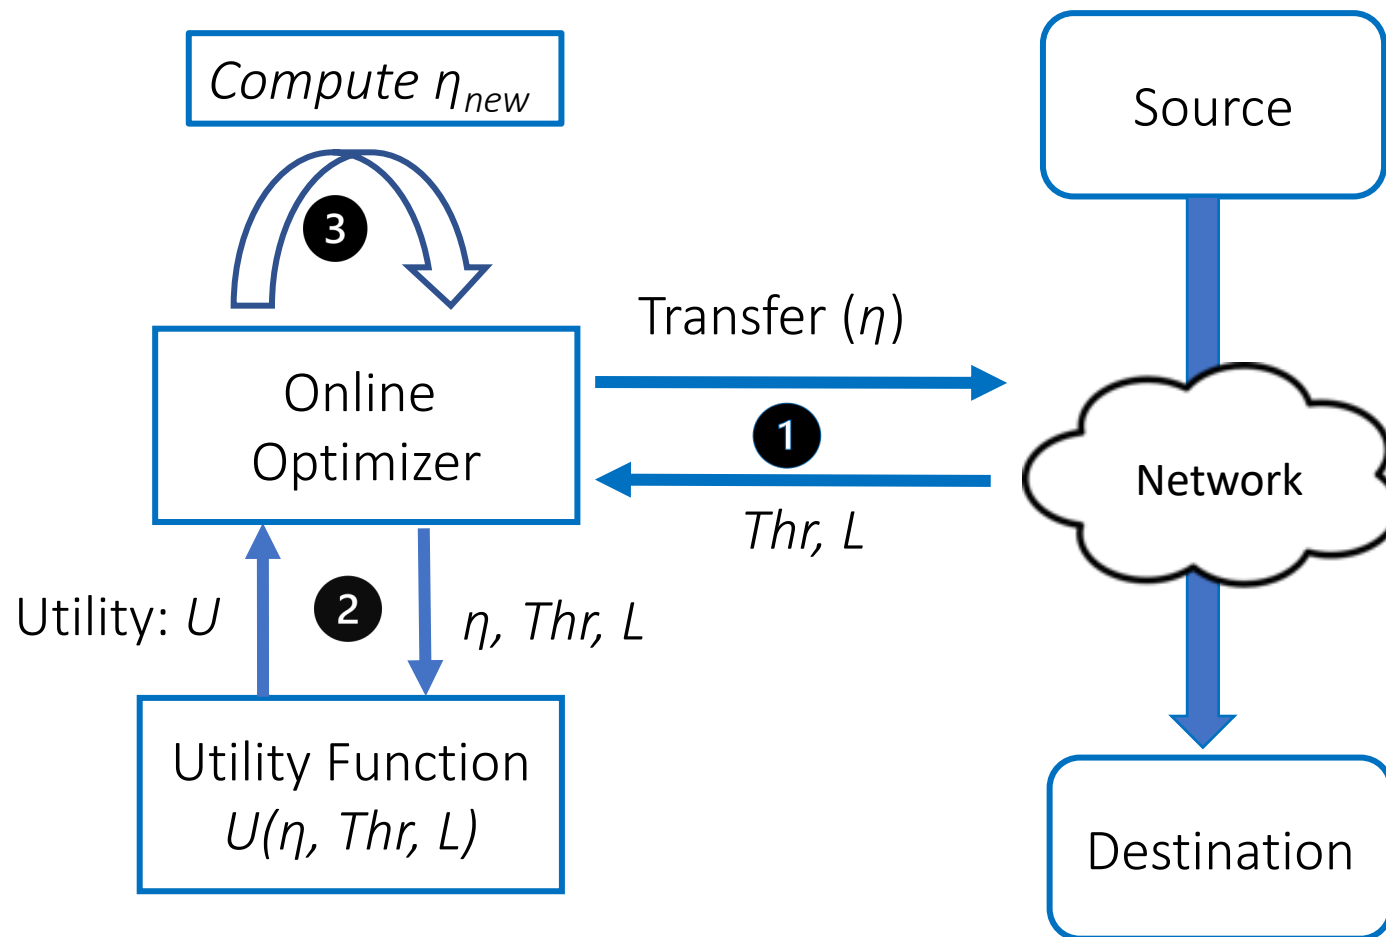 Compute ηnew
Source
3
Transfer (η)
Online
Optimizer
1
Network
Thr, L
Utility: U
2
η, Thr, L
Utility Function
U(η, Thr, L)
Destination